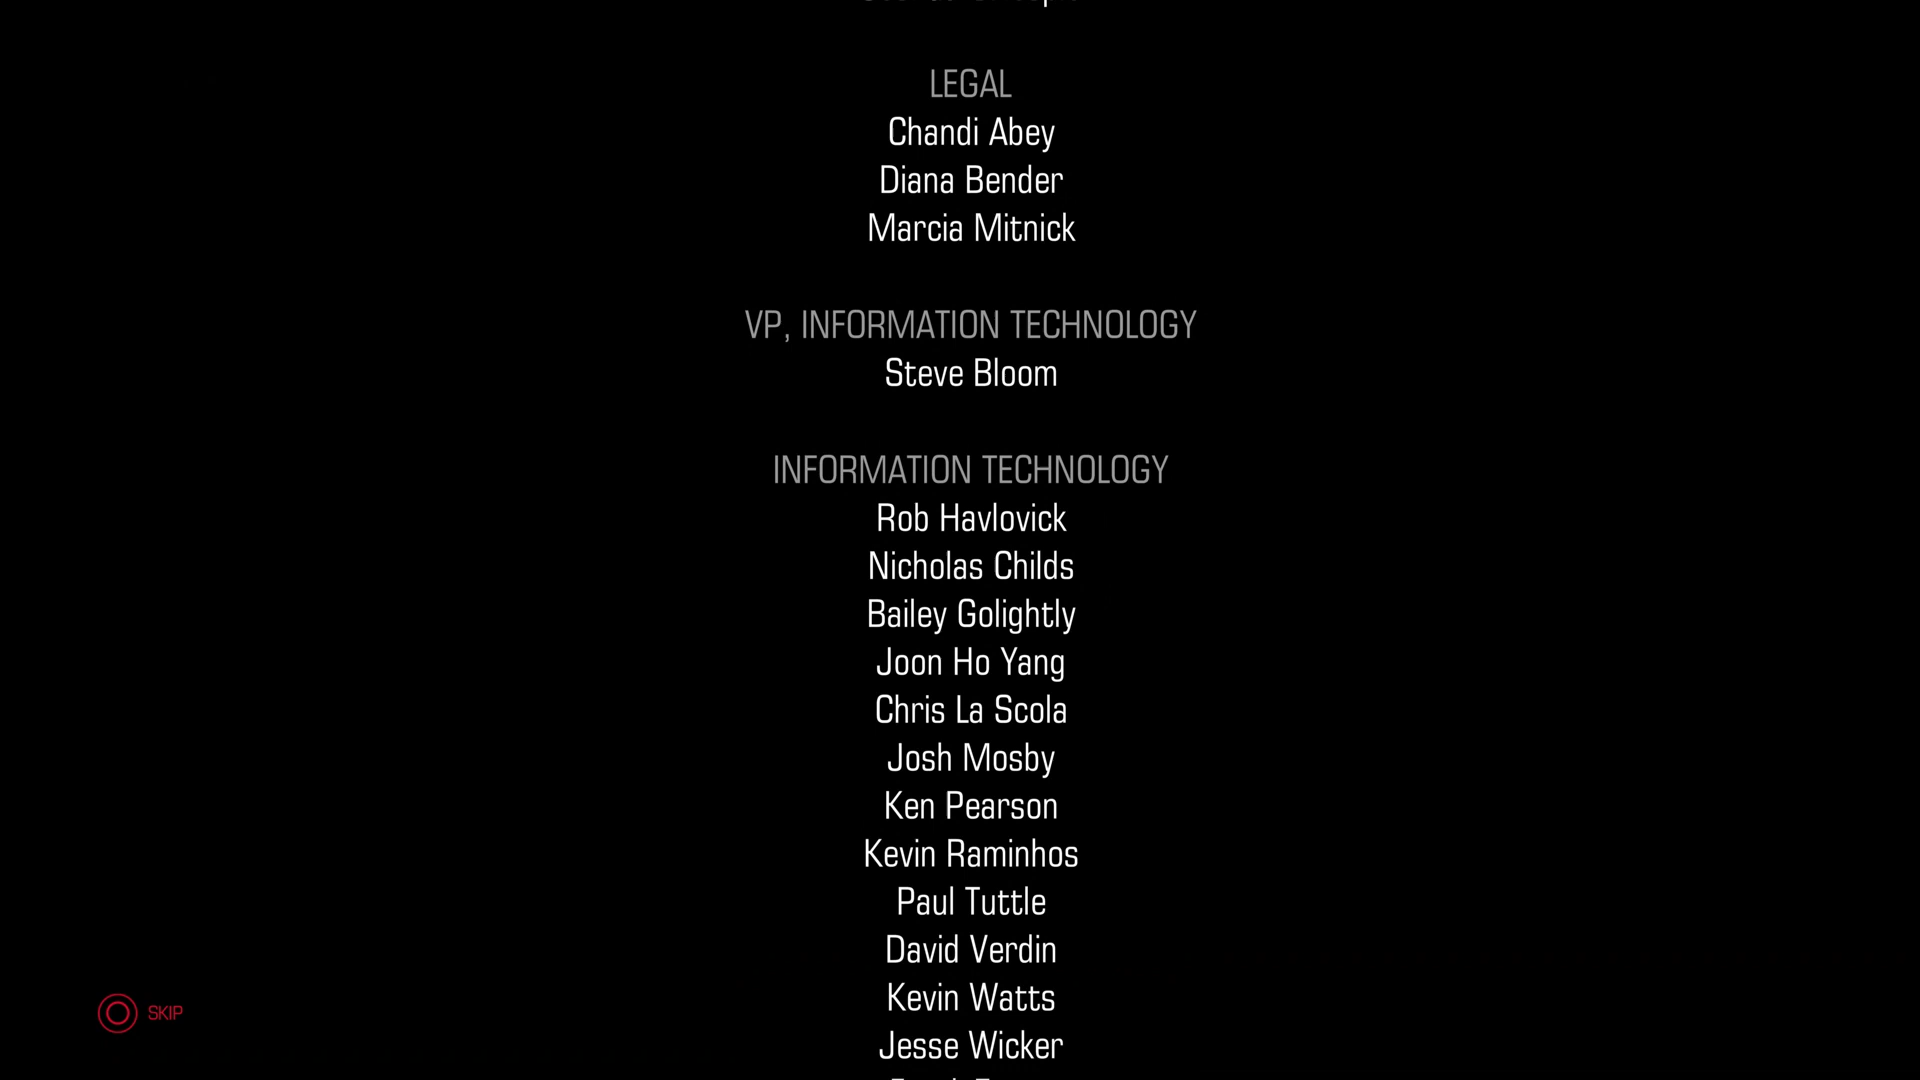 LEGAL
Chandi Abey
Diana Bender
Marcia Mitnick
VP, INFORMATION TECHNOLOGY
Steve Bloom
INFORMATION TECHNOLOGY
Rob Havlovick
Nicholas Childs
Bailey Golightly
Joon Ho Yang
Chris La Scola
Josh Mosby
Ken Pearson
Kevin Raminhos
Paul Tuttle
David Verdin
Kevin Watts
Jesse Wicker
SKIP